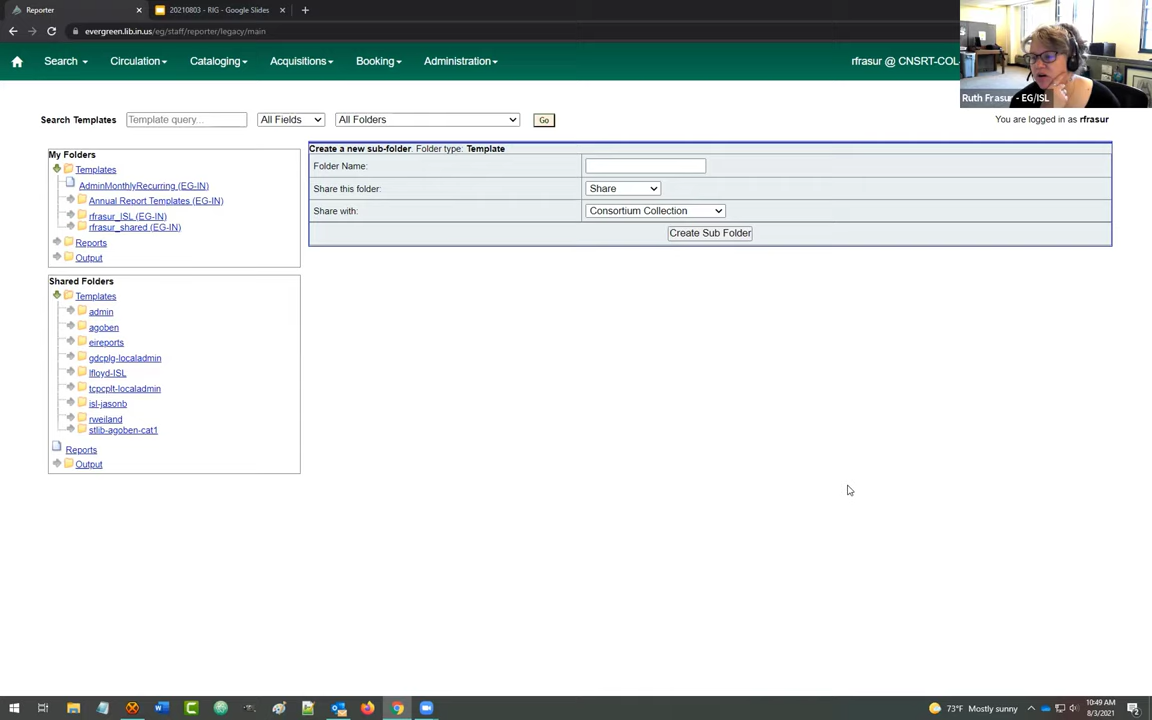 Reporter
20210803 - RIG - Google Slides
evergreen.lib.in.us/eg/staff/reporter/legacy/main
Search
Circulation
Cataloging
Acquisitions
Booking
Administration
rfrasur @ CNSRT-COL-
Ruth Frasur - EG/ISL
Search Templates
Template query...
All Fields
All Folders
Go
You are logged in as rfrasur
My Folders
Templates
AdminMonthlyRecurring (EG-IN)
Annual Report Templates (EG-IN)
rfrasur_ISL (EG-IN)
rfrasur_shared (EG-IN)
Reports
Output
Create a new sub-folder. Folder type: Template
Folder Name:
Share this folder: Share
Share with: Consortium Collection
Create Sub Folder
Shared Folders
Templates
admin
agoben
eireports
gdcplg-localadmin
lfloyd-ISL
tcpcplt-localadmin
isl-jasonb
rweiland
stlib-agoben-cat1
Reports
Output
73°F Mostly sunny
10:49 AM
8/3/2021
2